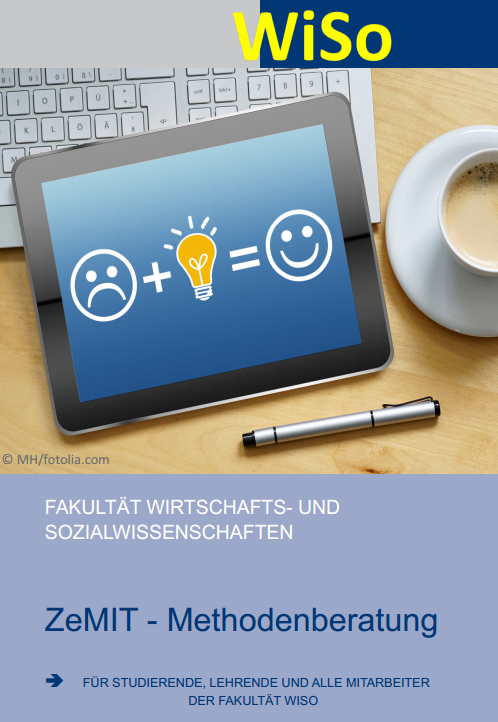 WiSo
© MH/fotolia.com
FAKULTÄT WIRTSCHAFTS- UND
SOZIALWISSENSCHAFTEN
ZeMIT - Methodenberatung
➔ FÜR STUDIERENDE, LEHRENDE UND ALLE MITARBEITER
DER FAKULTÄT WISO